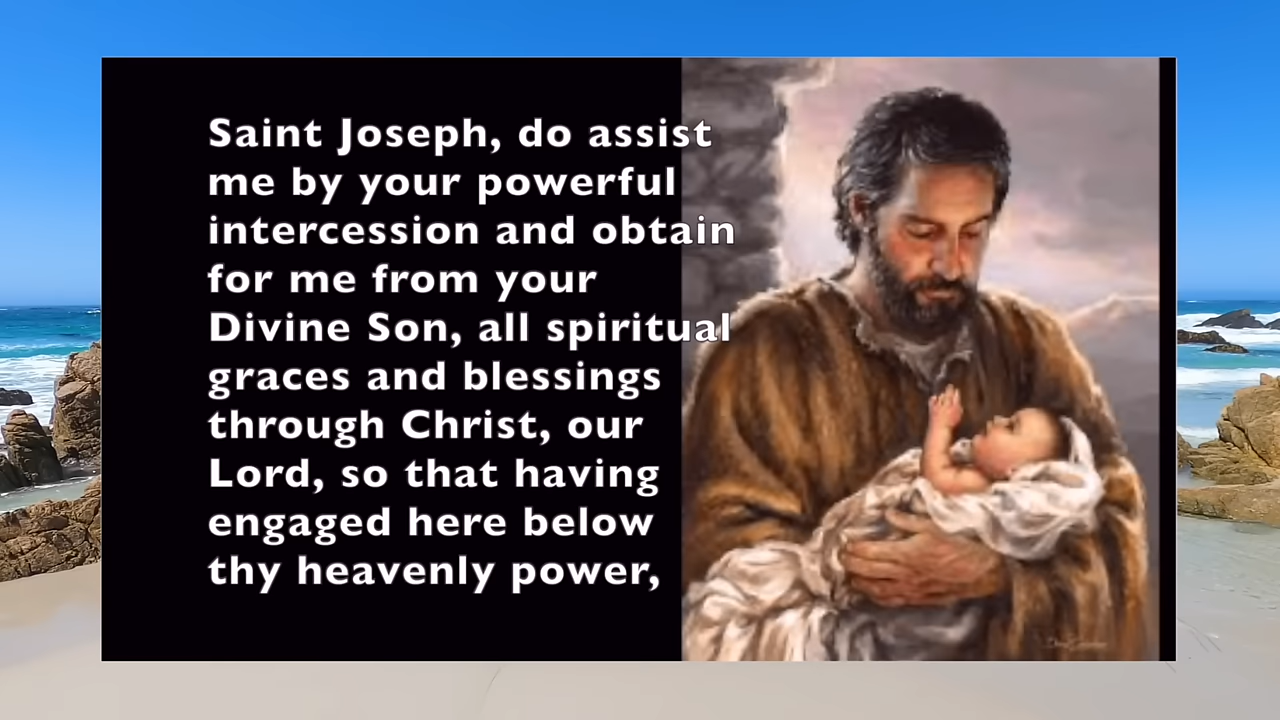 Saint Joseph, do assist
me by your powerful
intercession and obtain
for me from your
Divine Son, all spiritual
graces and blessings
through Christ, our
Lord, so that having
engaged here below
thy heavenly power,